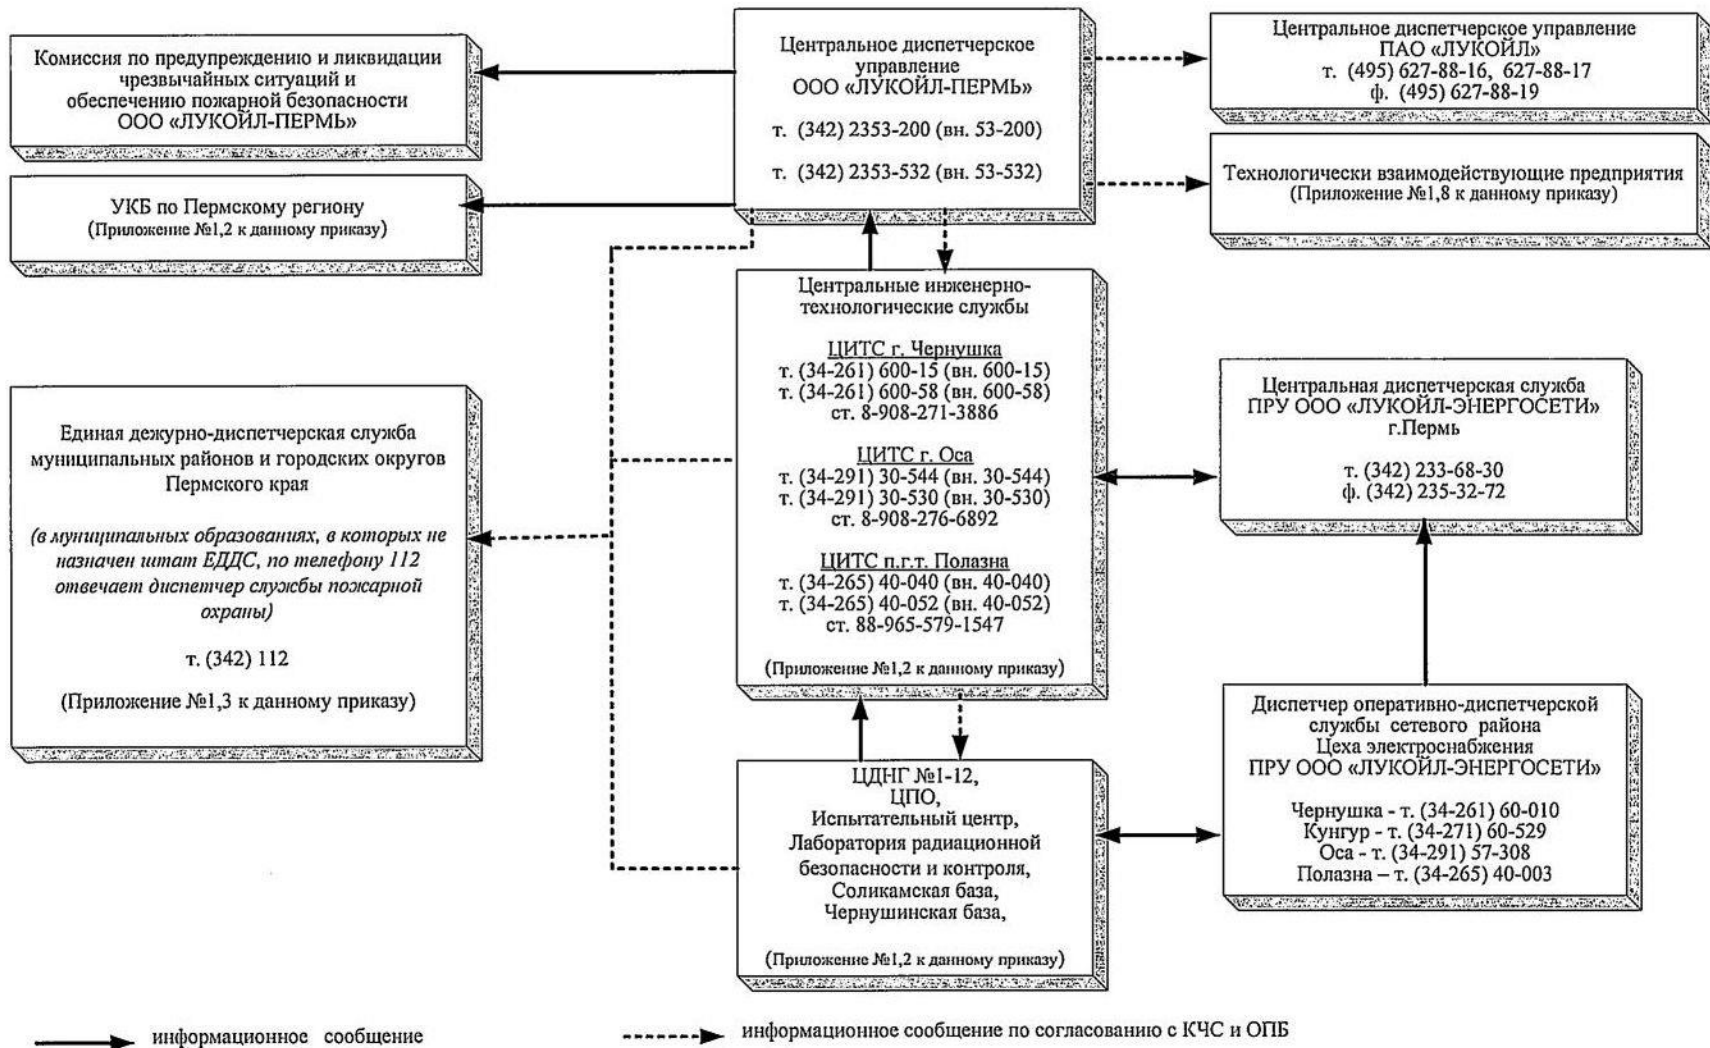 Комиссия по предупреждению и ликвидации
чрезвычайных ситуаций и
обеспечению пожарной безопасности
ООО «ЛУКОЙЛ-ПЕРМЬ»
УКБ по Пермскому региону
(Приложение №1,2 к данному приказу)
Центральное диспетчерское
управление
ООО «ЛУКОЙЛ-ПЕРМЬ»
т. (342) 2353-200 (вн. 53-200)
т. (342) 2353-532 (вн. 53-532)
Центральное диспетчерское управление
ПАО «ЛУКОЙЛ»
т. (495) 627-88-16, 627-88-17
ф. (495) 627-88-19
Технологически взаимодействующие предприятия
(Приложение №1,8 к данному приказу)
Единая дежурно-диспетчерская служба
муниципальных районов и городских округов
Пермского края
(в муниципальных образованиях, в которых не
назначен штат ЕДДС, по телефону 112
отвечает диспетчер службы пожарной
охраны)
т. (342) 112
(Приложение №1,3 к данному приказу)
Центральные инженерно-
технологические службы
ЦИТС г. Чернушка
т. (34-261) 600-15 (вн. 600-15)
т. (34-261) 600-58 (вн. 600-58)
ст. 8-908-271-3886
ЦИТС г. Оса
т. (34-291) 30-544 (вн. 30-544)
т. (34-291) 30-530 (вн. 30-530)
ст. 8-908-276-6892
ЦИТС п.г.т. Полазна
т. (34-265) 40-040 (вн. 40-040)
т. (34-265) 40-052 (вн. 40-052)
ст. 88-965-579-1547
(Приложение №1,2 к данному приказу)
Центральная диспетчерская служба
ПРУ ООО «ЛУКОЙЛ-ЭНЕРГОСЕТИ»
г.Пермь
т. (342) 233-68-30
ф. (342) 235-32-72
ЦДНГ №1-12,
ЦПО,
Испытательный центр,
Лаборатория радиационной
безопасности и контроля,
Соликамская база,
Чернушинская база,
(Приложение №1,2 к данному приказу)
Диспетчер оперативно-диспетчерской
службы сетевого района
Цеха электроснабжения
ПРУ ООО «ЛУКОЙЛ-ЭНЕРГОСЕТИ»
Чернушка - т. (34-261) 60-010
Кунгур - т. (34-271) 60-529
Оса - т. (34-291) 57-308
Полазна – т. (34-265) 40-003
информационное сообщение
информационное сообщение по согласованию с КЧС и ОПБ